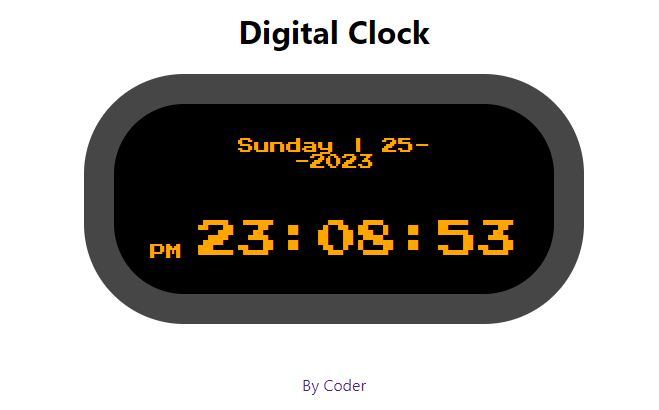 Digital Clock
Sunday | 25-
-2023
PM 23:08:53
By Coder